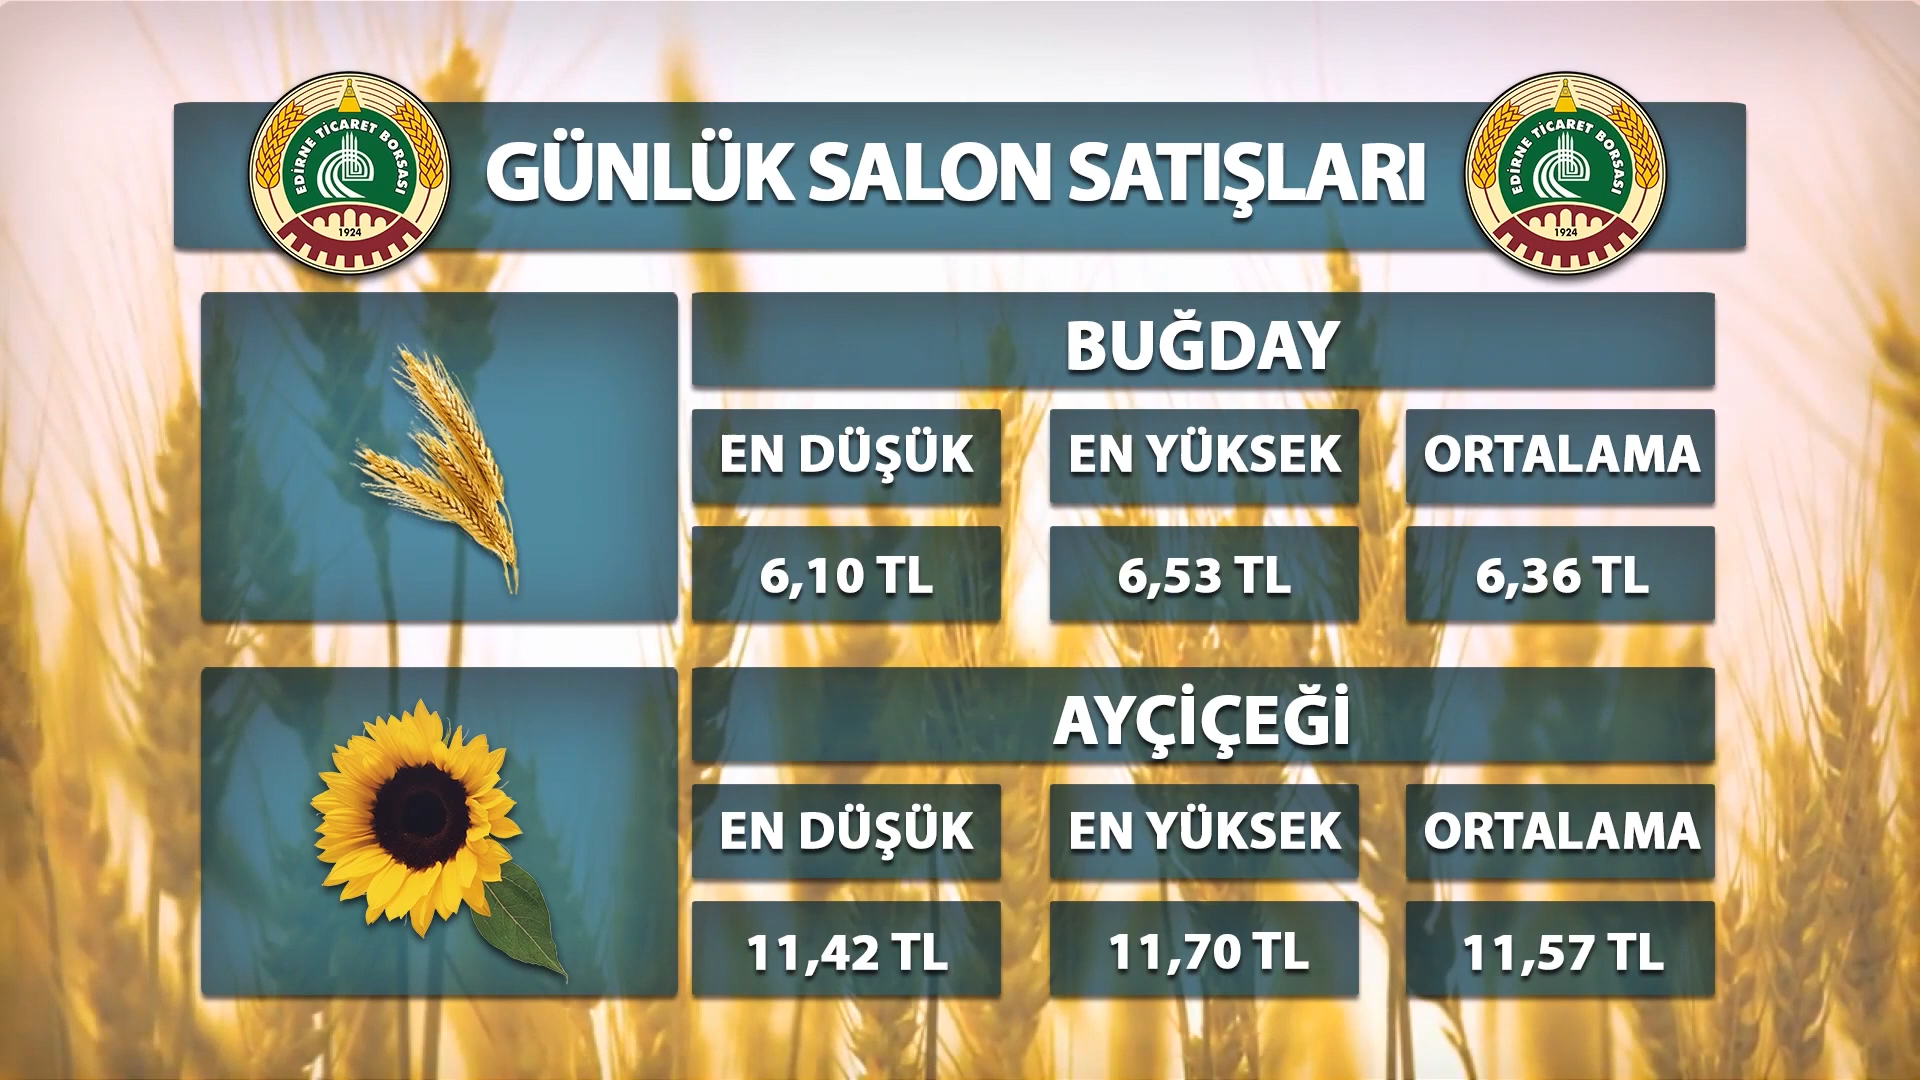 EDİRNE TİCARET BORSASI
1924
GÜNLÜK SALON SATIŞLARI
EDİRNE TİCARET BORSASI
1924
BUĞDAY
EN DÜŞÜK EN YÜKSEK ORTALAMA
6,10 TL 6,53 TL 6,36 TL
AYÇİÇEĞİ
EN DÜŞÜK EN YÜKSEK ORTALAMA
11,42 TL 11,70 TL 11,57 TL